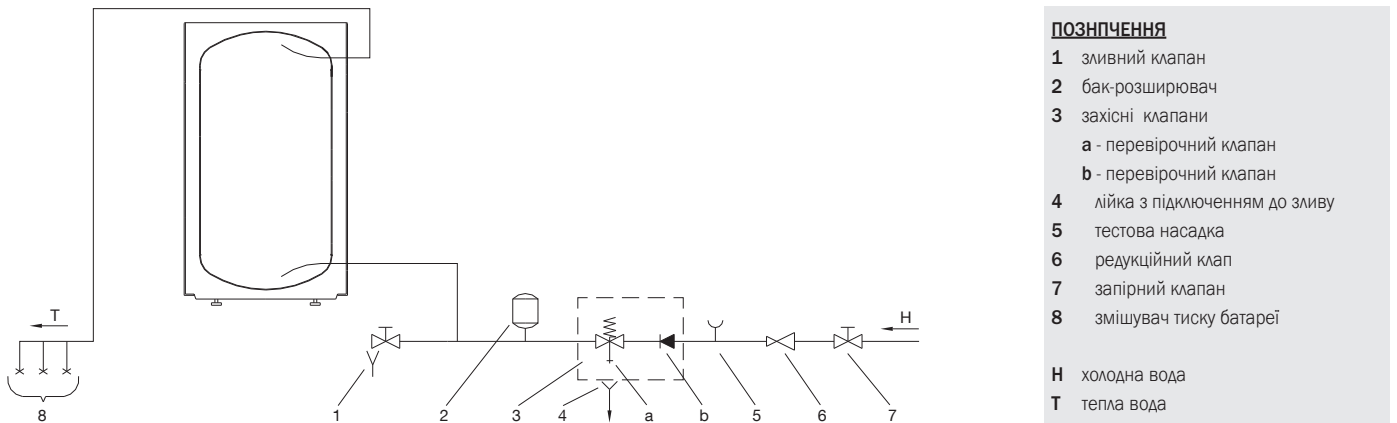 T
H
8
1
2
3
4
a
b
5
6
7
ПОЗНПЧЕННЯ
1 зливний клапан
2 бак-розширювач
3 захісні клапани
a - перевірочний клапан
b - перевірочний клапан
4 лійка з підключенням до зливу
5 тестова насадка
6 редукційний клап
7 запірний клапан
8 змішувач тиску батареї
H холодна вода
T тепла вода